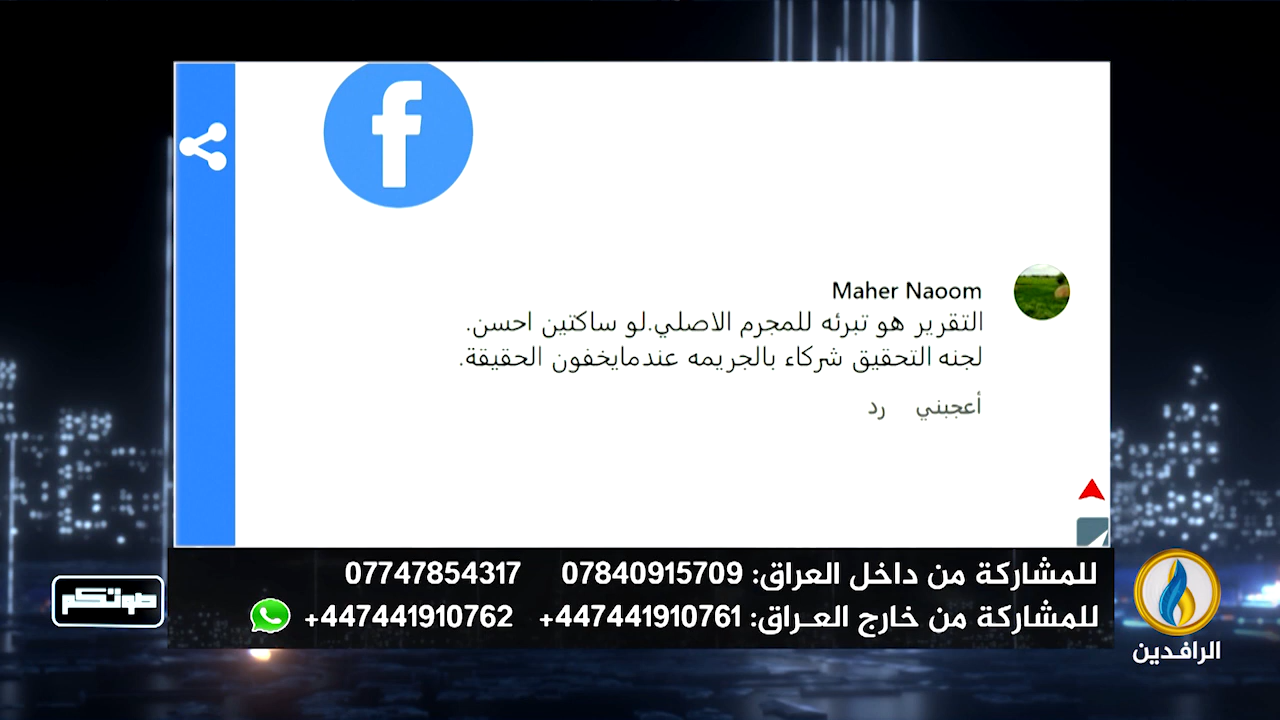 f
Maher Naoom
التقرير هو تبرئه للمجرم الاصلي.لو ساكتين احسن.
لجنه التحقيق شركاء بالجريمه عندمايخفون الحقيقة.
أعجبني رد
للمشاركة من داخل العراق: 07840915709 07747854317
للمشاركة من خارج العـراق: 447441910761+ 447441910762+
صوتكم
الرافدين